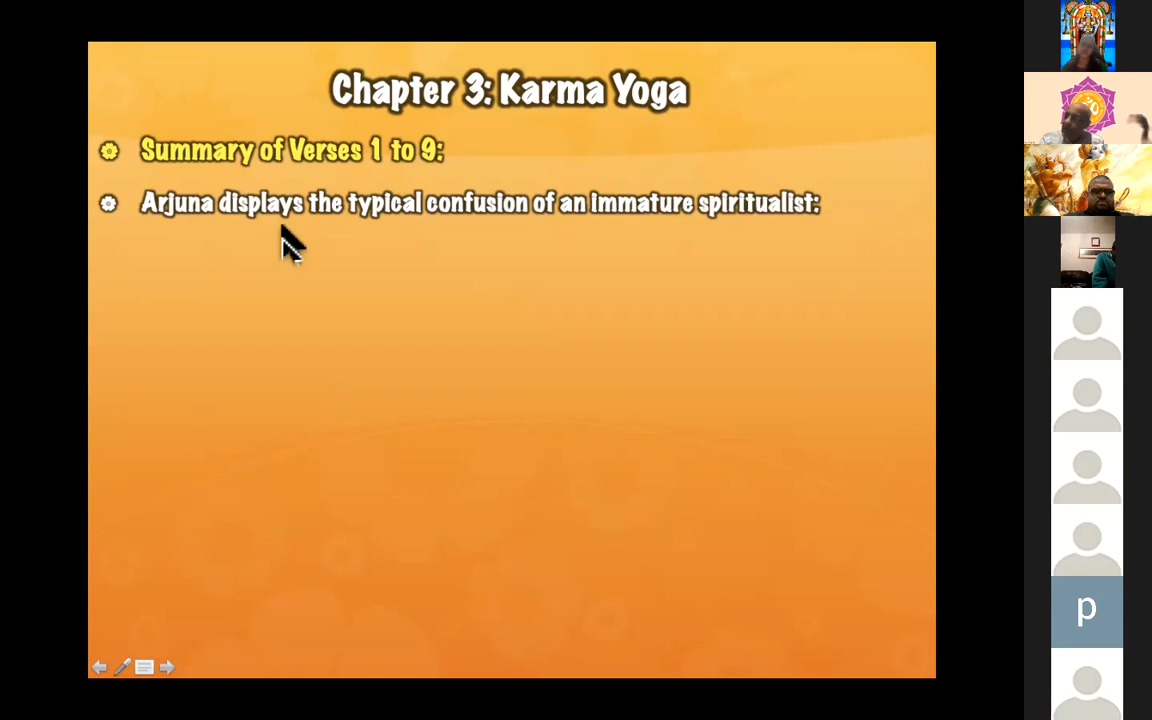 Chapter 3: Karma Yoga
Summary of Verses 1 to 9:
Arjuna displays the typical confusion of an immature spiritualist:
p